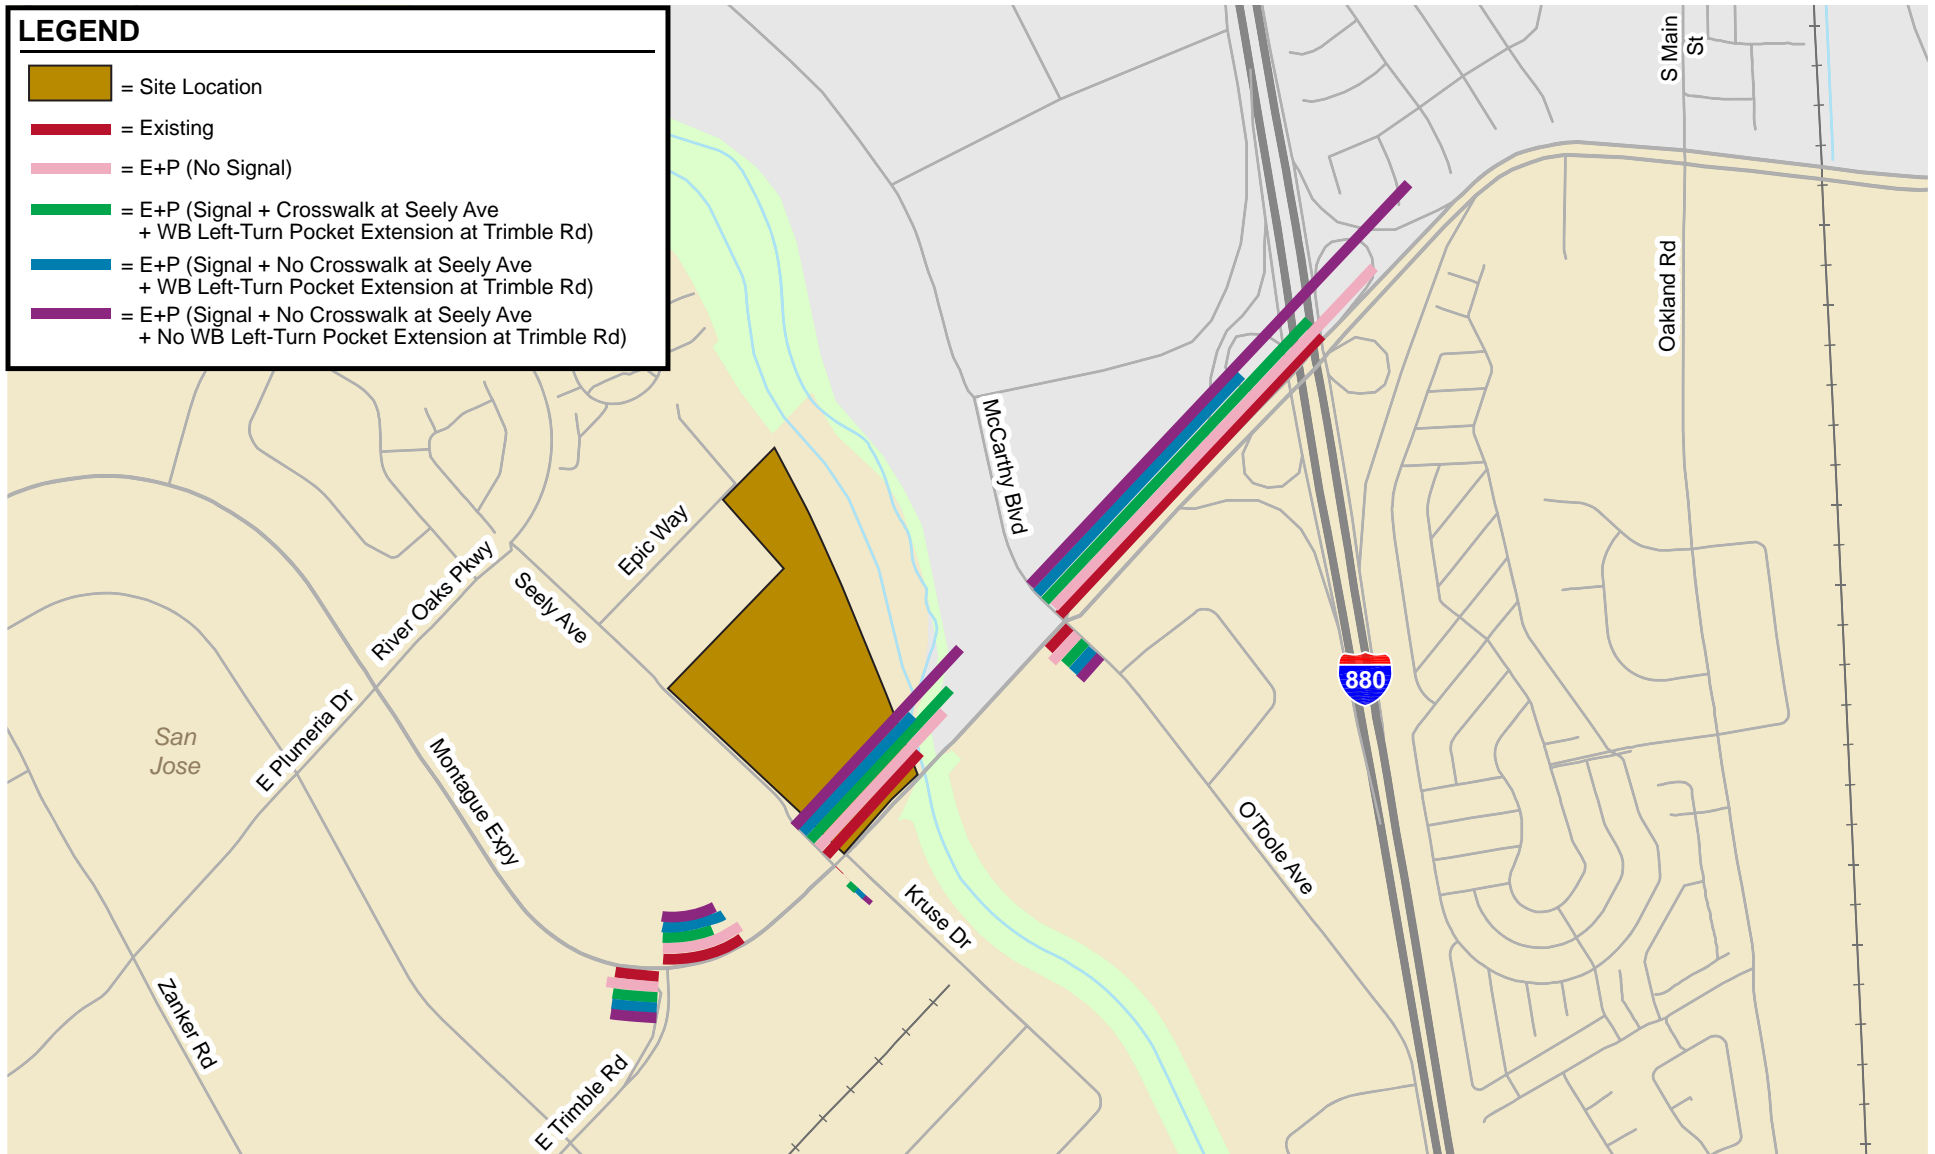 LEGEND
= Site Location
= Existing
= E+P (No Signal)
= E+P (Signal + Crosswalk at Seely Ave
+ WB Left-Turn Pocket Extension at Trimble Rd)
= E+P (Signal + No Crosswalk at Seely Ave
+ WB Left-Turn Pocket Extension at Trimble Rd)
= E+P (Signal + No Crosswalk at Seely Ave
+ No WB Left-Turn Pocket Extension at Trimble Rd)
S Main
St
Oakland Rd
McCarthy Blvd
Epic Way
River Oaks Pkwy
Seely Ave
E Plumeria Dr
San
Jose
Montague Expy
880
O'Toole Ave
Kruse Dr
Zanker Rd
E Trimble Rd